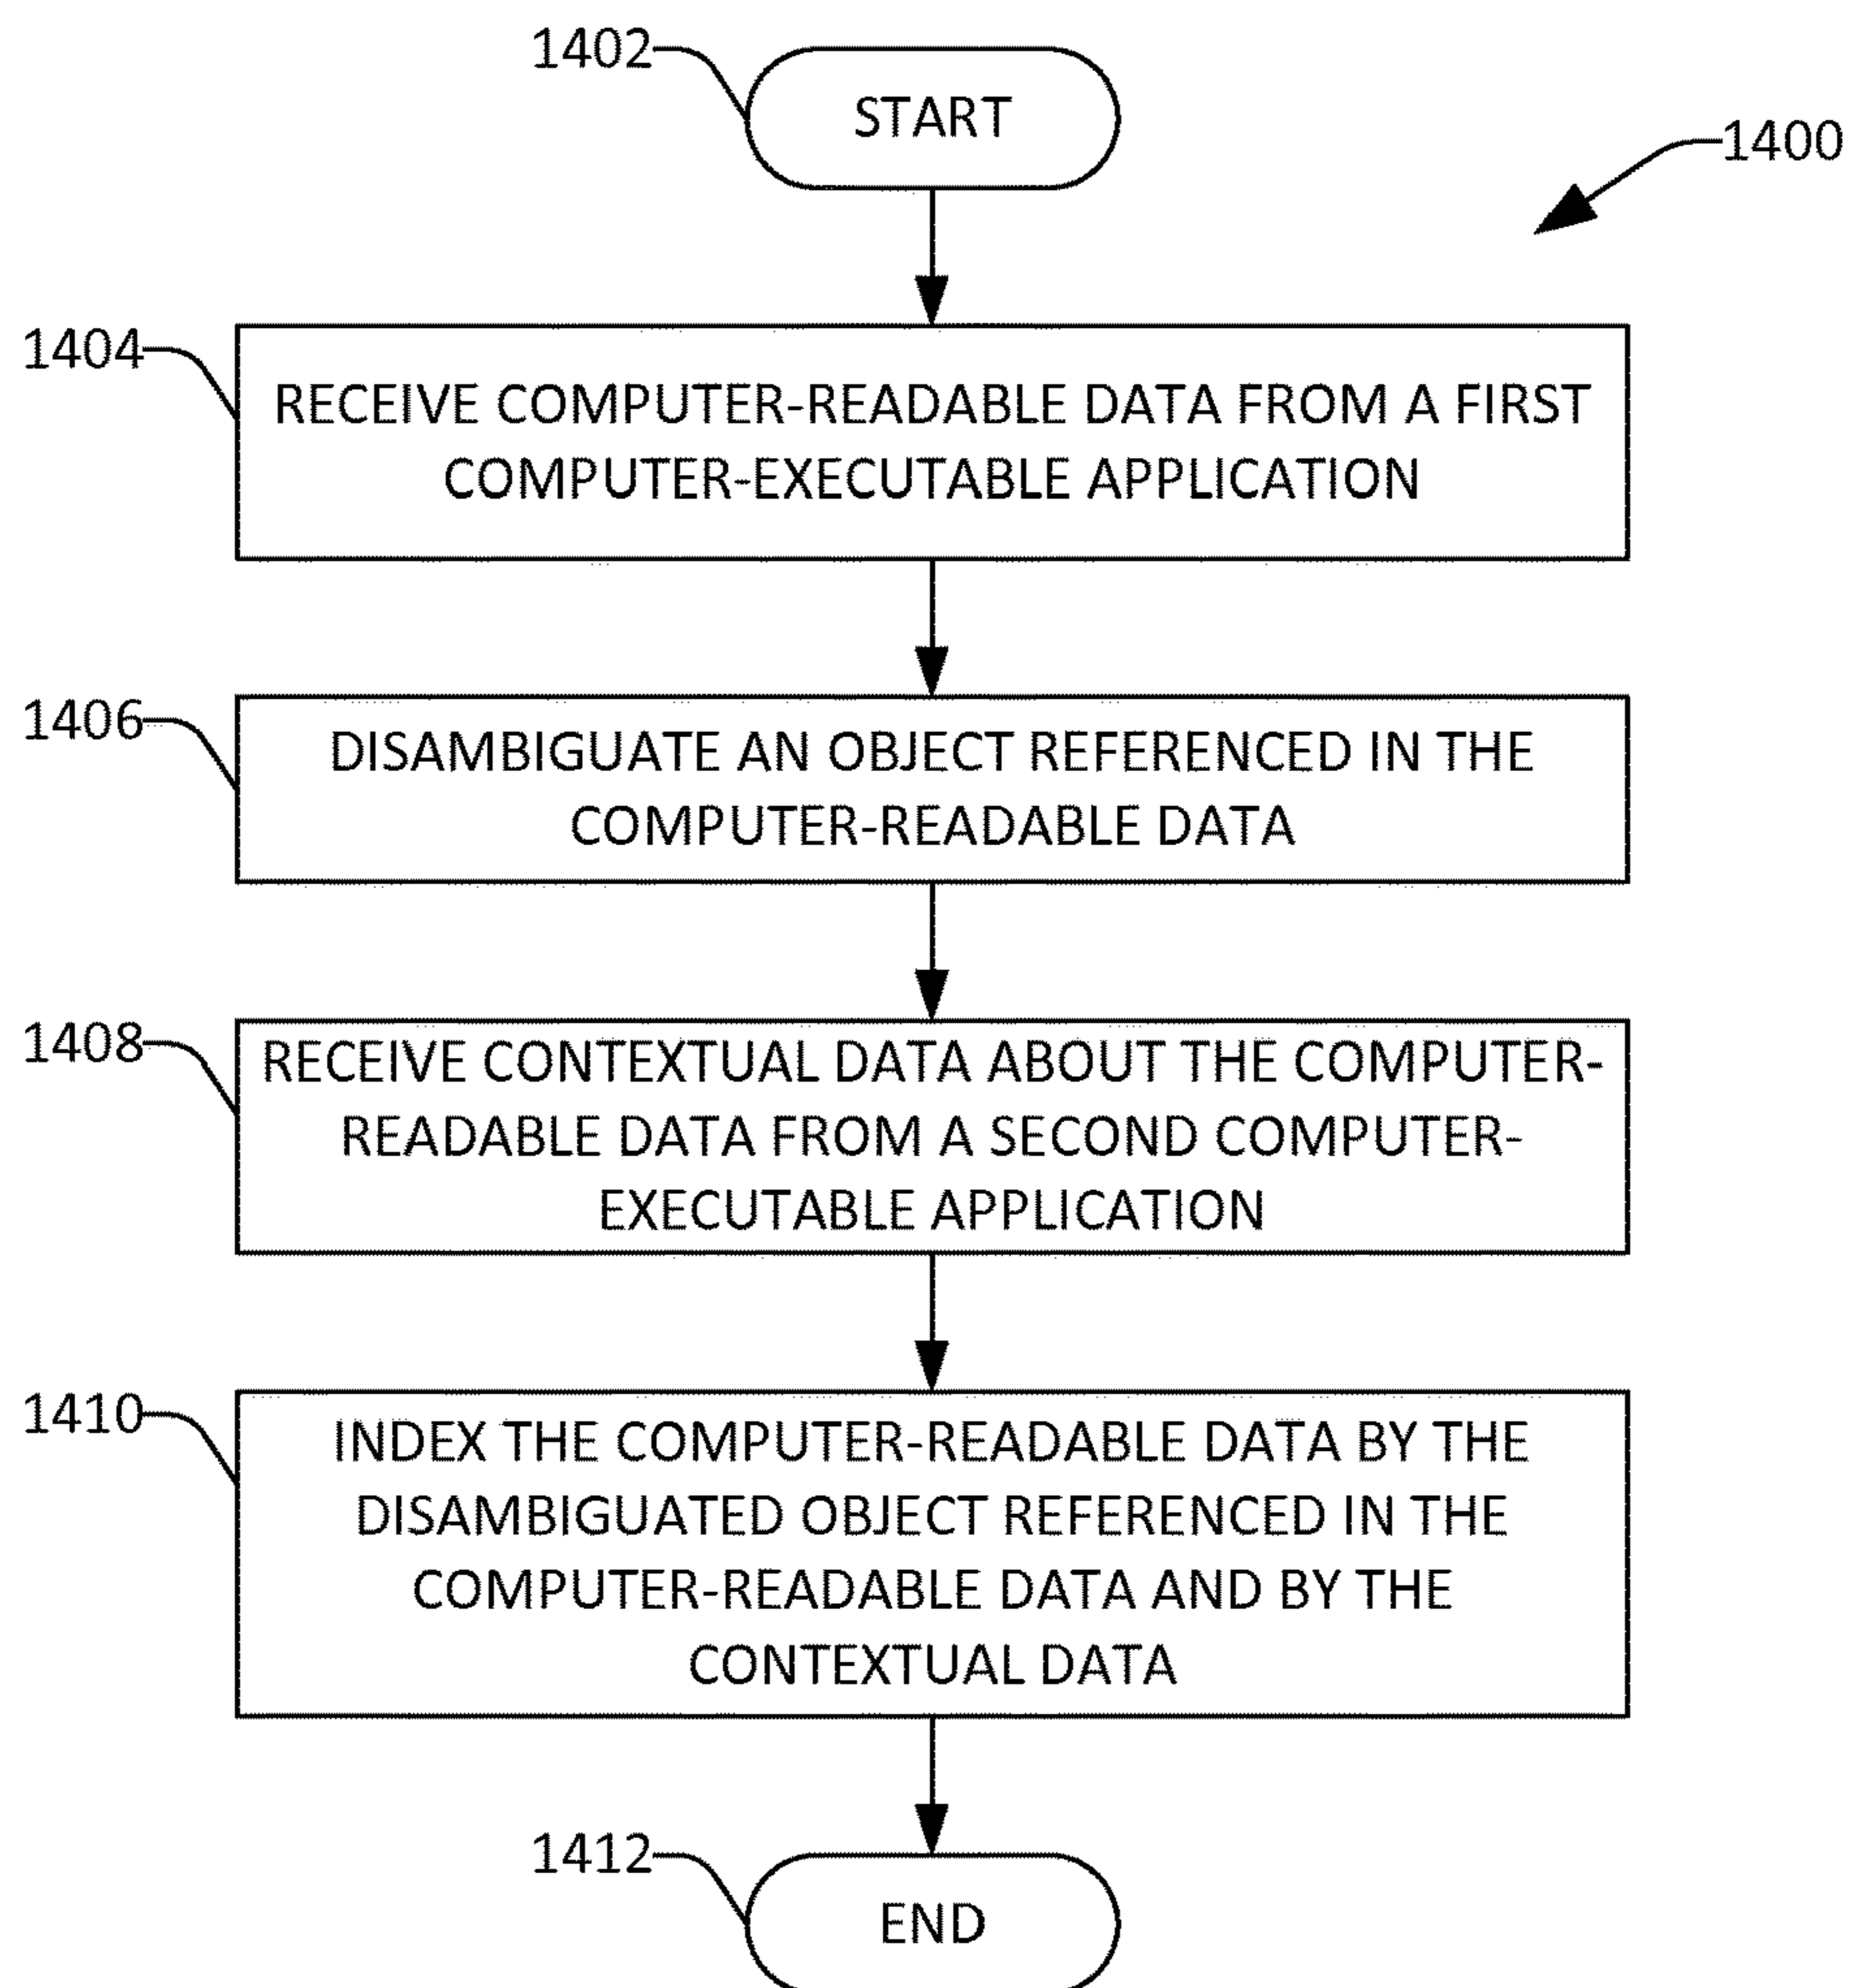 1402
START
1400
1404
RECEIVE COMPUTER-READABLE DATA FROM A FIRST
COMPUTER-EXECUTABLE APPLICATION
1406
DISAMBIGUATE AN OBJECT REFERENCED IN THE
COMPUTER-READABLE DATA
1408
RECEIVE CONTEXTUAL DATA ABOUT THE COMPUTER-
READABLE DATA FROM A SECOND COMPUTER-
EXECUTABLE APPLICATION
1410
INDEX THE COMPUTER-READABLE DATA BY THE
DISAMBIGUATED OBJECT REFERENCED IN THE
COMPUTER-READABLE DATA AND BY THE
CONTEXTUAL DATA
1412
END